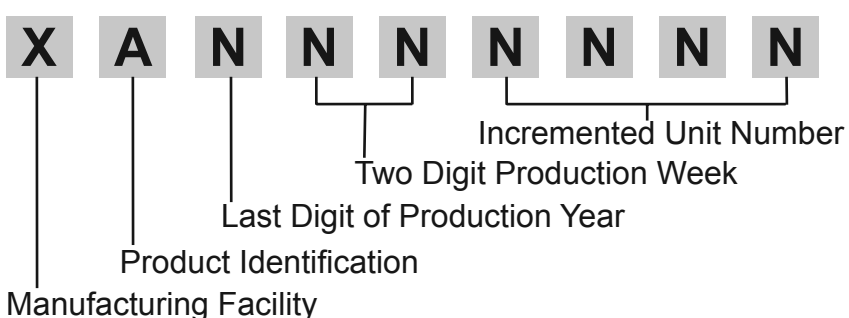 X A N N N N N N N
Incremented Unit Number
Two Digit Production Week
Last Digit of Production Year
Product Identification
Manufacturing Facility